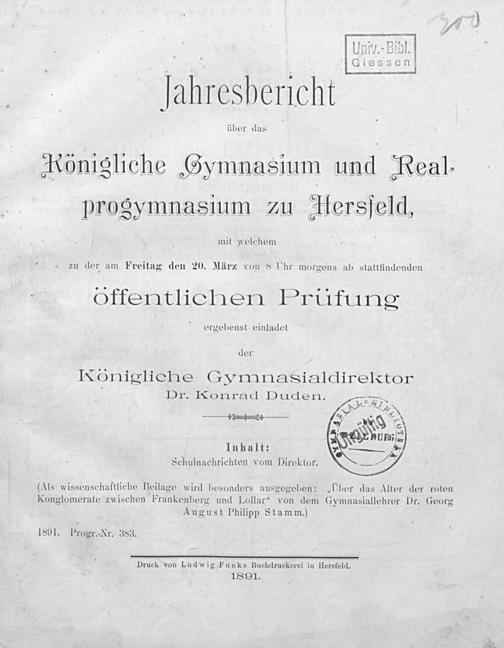 300
Univ.-Bibl.
Giessen
Jahresbericht
über das
Königliche Gymnasium und Real-
progymnasium zu Hersfeld,
mit welchem
zu der am Freitag den 20. März von 8 Uhr morgens ab stattfindenden
öffentlichen Prüfung
ergebenst einladet
der
Königliche Gymnasialdirektor
Dr. Konrad Duden.
GYMNASIAL-BIBLIOTHEK
Ungültig
Inhalt:
Schulnachrichten vom Direktor.
(Als wissenschaftliche Beilage wird besonders ausgegeben: „Über das Alter der roten
Konglomerate zwischen Frankenberg und Lollar“ von dem Gymnasiallehrer Dr. Georg
August Philipp Stamm.)
1891. Progr.-Nr. 383.
Druck von Ludwig Funks Buchdruckerei in Hersfeld.
1891.